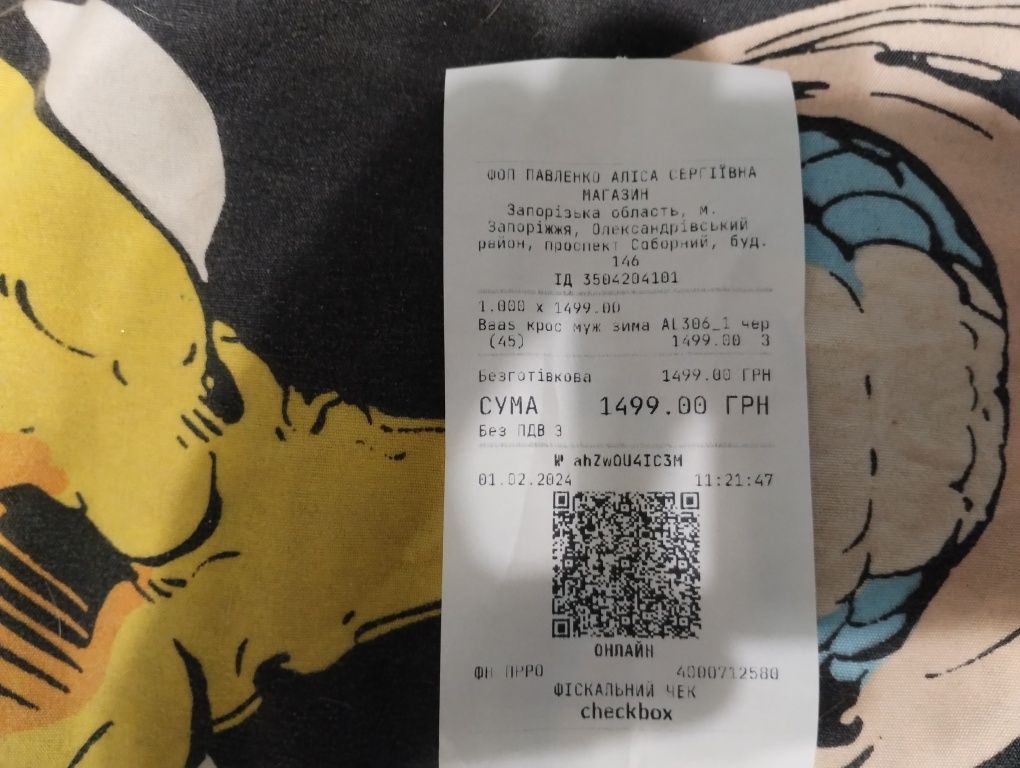 ФОП ПАВЛЕНКО АЛІСА СЕРГІЇВНА
МАГАЗИН
Запорізька область, м.
Запоріжжя, Олександрівський
район, проспект Соборний, буд.
146
ІД 3504204101
1.000 x 1499.00
Baas крос муж зима AL306_1 чер
(45) 1499.00 З
Безготівкова 1499.00 ГРН
СУМА 1499.00 ГРН
Без ПДВ З
№ ahZwOU4IC3M
01.02.2024 11:21:47
ОНЛАЙН
ФН ПРРО 4000712580
ФІСКАЛЬНИЙ ЧЕК
checkbox